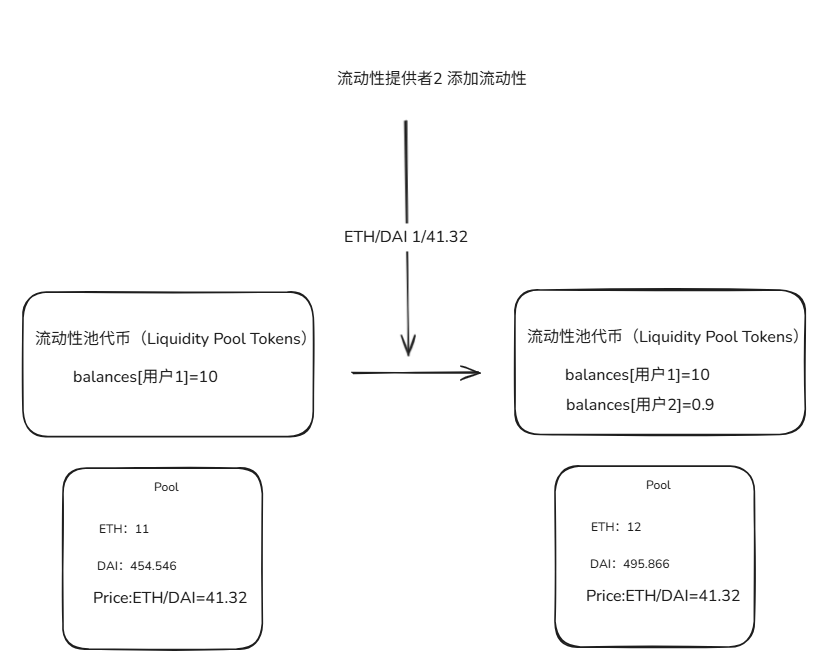 流动性提供者2 添加流动性
ETH/DAI 1/41.32
流动性池代币（Liquidity Pool Tokens）
balances[用户1]=10
流动性池代币（Liquidity Pool Tokens）
balances[用户1]=10
balances[用户2]=0.9
Pool
ETH：11
DAI：454.546
Price:ETH/DAI=41.32
Pool
ETH：12
DAI：495.866
Price:ETH/DAI=41.32